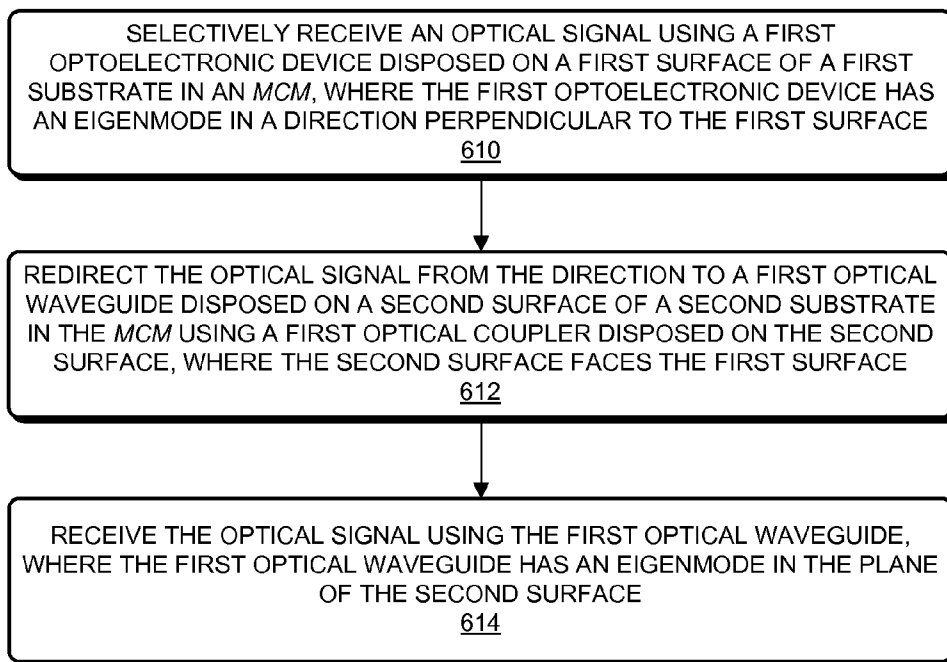 SELECTIVELY RECEIVE AN OPTICAL SIGNAL USING A FIRST
OPTOELECTRONIC DEVICE DISPOSED ON A FIRST SURFACE OF A FIRST
SUBSTRATE IN AN MCM, WHERE THE FIRST OPTOELECTRONIC DEVICE HAS
AN EIGENMODE IN A DIRECTION PERPENDICULAR TO THE FIRST SURFACE
610
REDIRECT THE OPTICAL SIGNAL FROM THE DIRECTION TO A FIRST OPTICAL
WAVEGUIDE DISPOSED ON A SECOND SURFACE OF A SECOND SUBSTRATE
IN THE MCM USING A FIRST OPTICAL COUPLER DISPOSED ON THE SECOND
SURFACE, WHERE THE SECOND SURFACE FACES THE FIRST SURFACE
612
RECEIVE THE OPTICAL SIGNAL USING THE FIRST OPTICAL WAVEGUIDE,
WHERE THE FIRST OPTICAL WAVEGUIDE HAS AN EIGENMODE IN THE PLANE
OF THE SECOND SURFACE
614